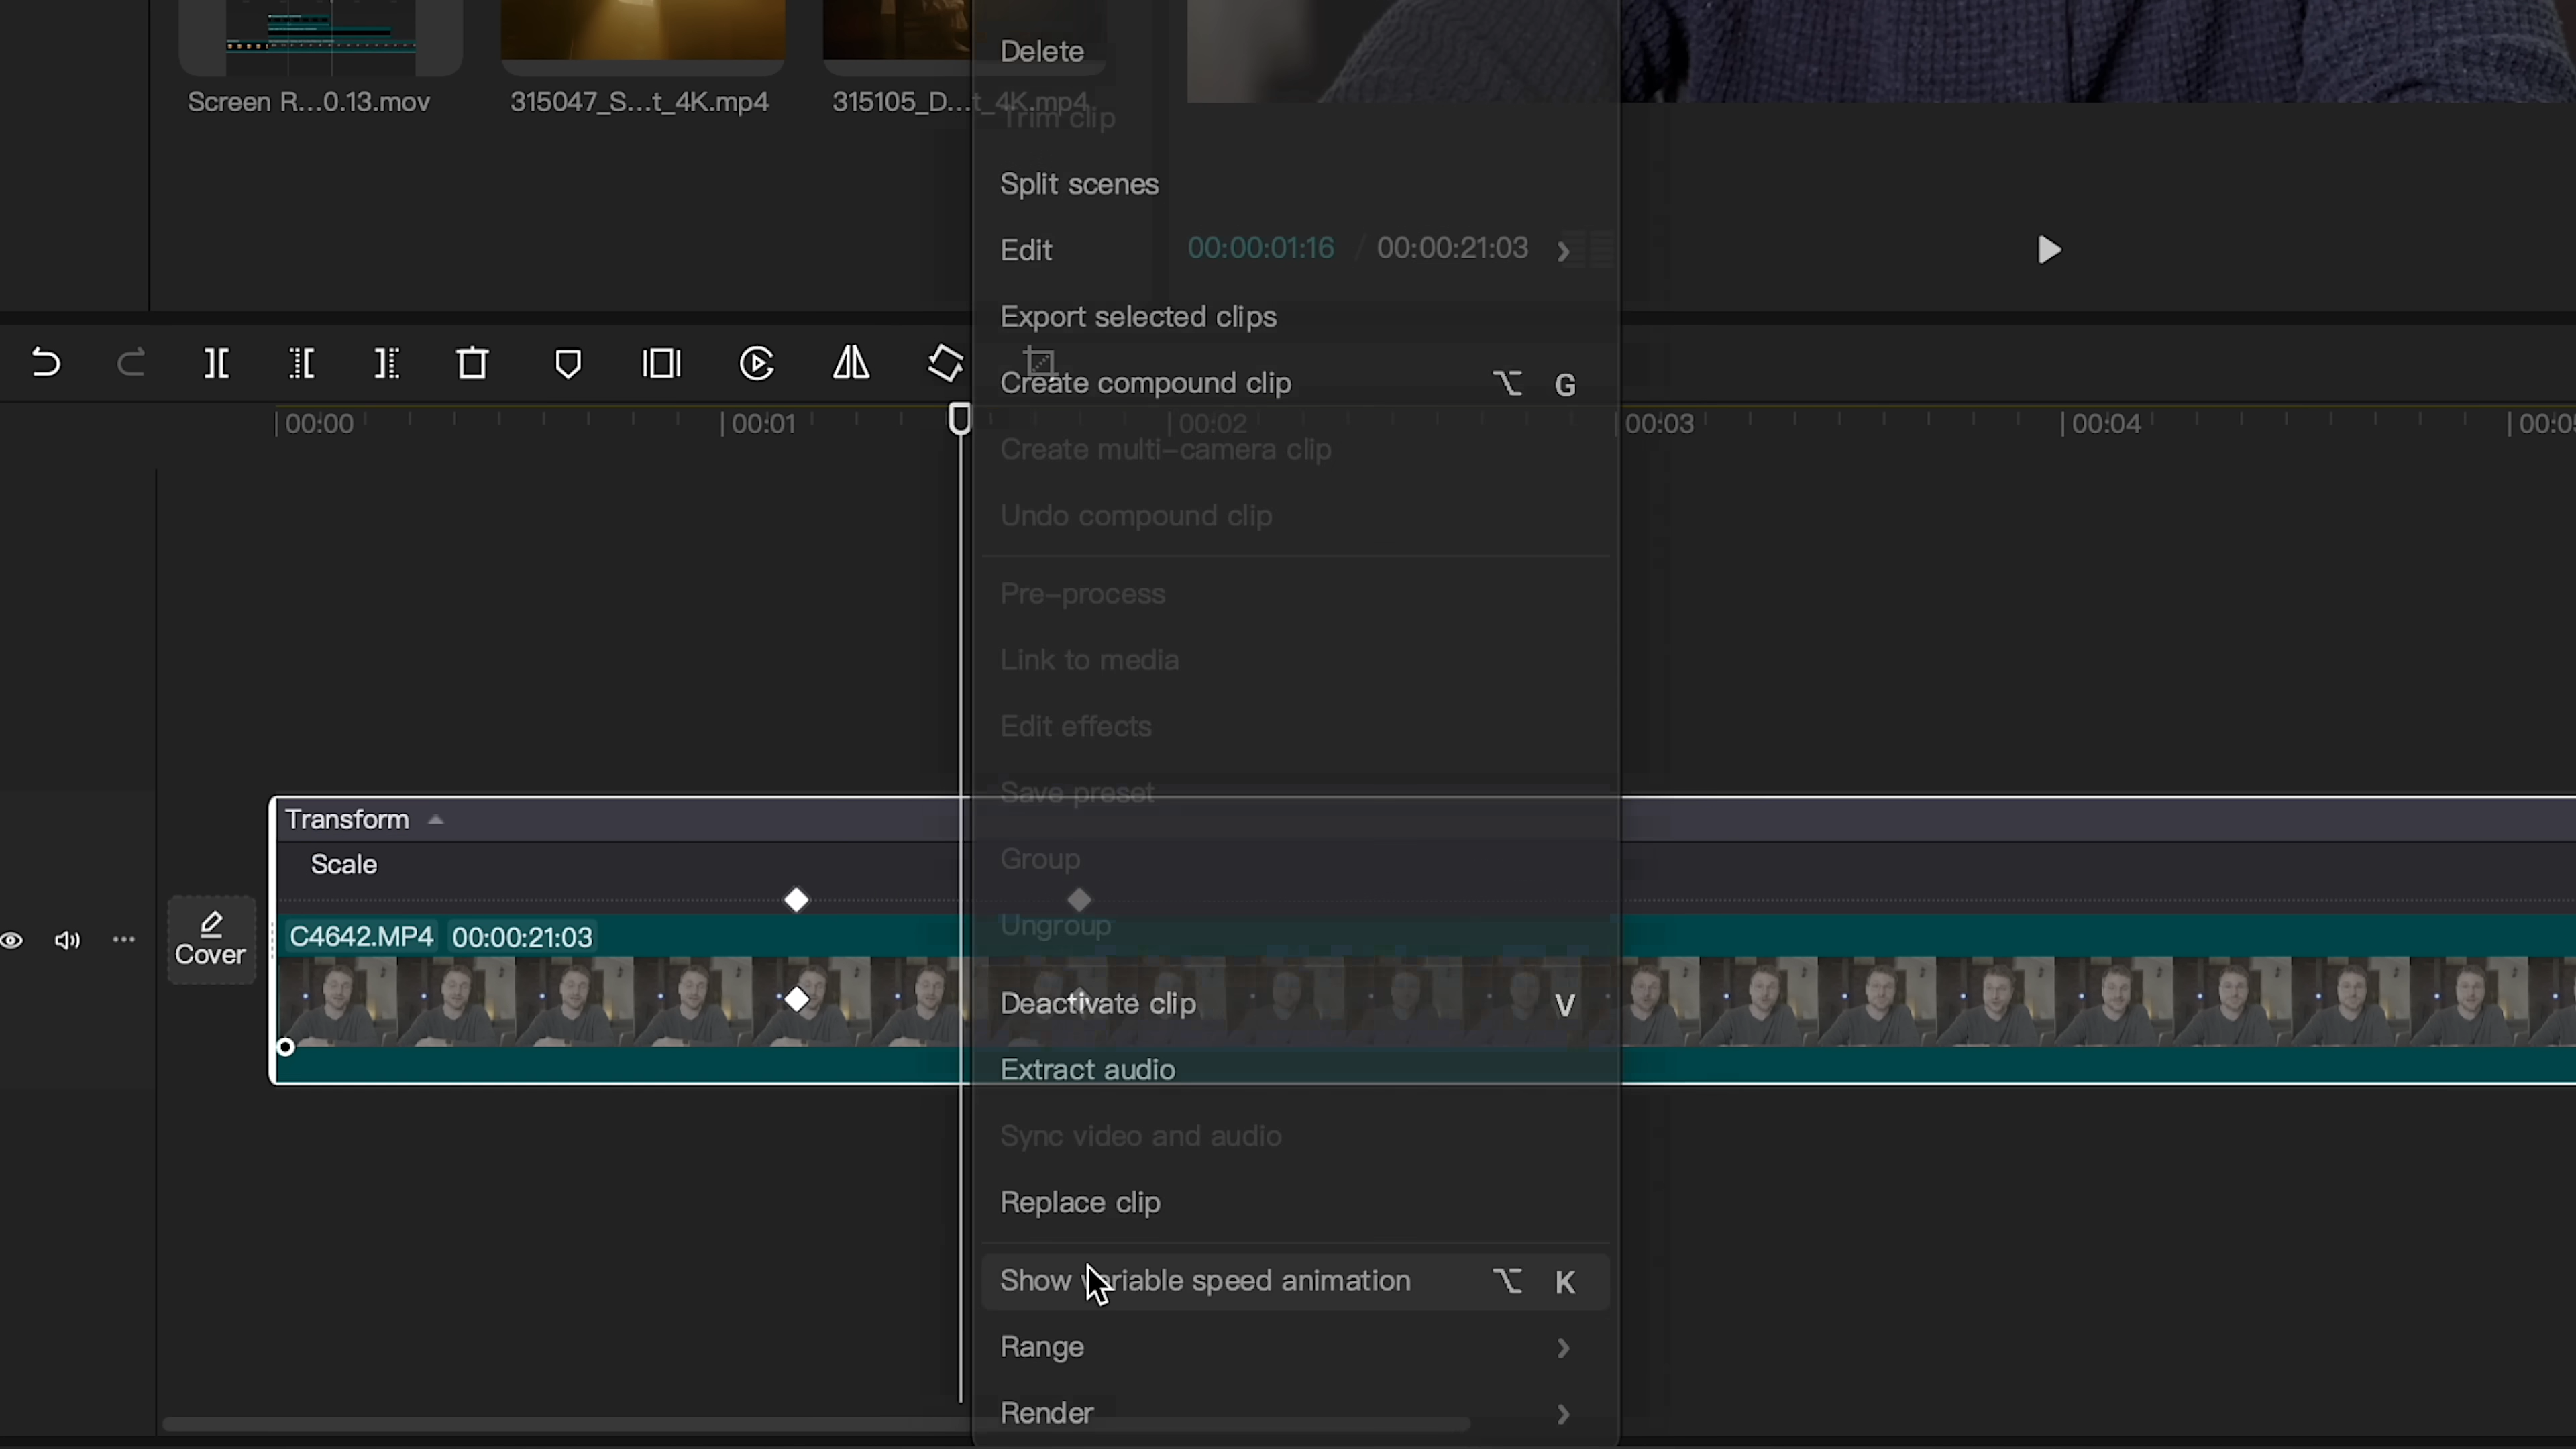 Screen R...0.13.mov
315047_S...t_4K.mp4
315105_D...t_4K.mp4
Delete
Trim clip
Split scenes
Edit
00:00:01:16 / 00:00:21:03
Export selected clips
Create compound clip ⌥ G
00:00
00:01
00:02
00:03
00:04
00:05
Create multi-camera clip
Undo compound clip
Pre-process
Link to media
Edit effects
Save preset
Transform
Scale
Group
Ungroup
Cover
C4642.MP4 00:00:21:03
Deactivate clip V
Extract audio
Sync video and audio
Replace clip
Show variable speed animation ⌥ K
Range
Render